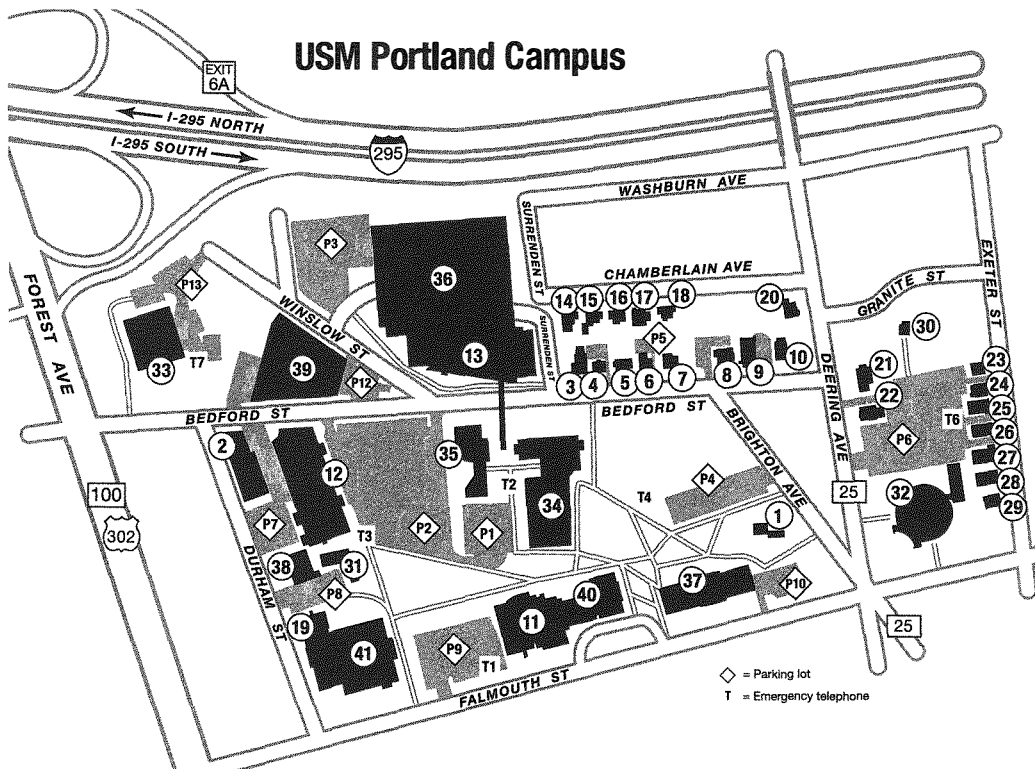 USM Portland Campus
EXIT
6A
I-295 NORTH
I-295 SOUTH
295
WASHBURN AVE
SURRENDEN ST
CHAMBERLAIN AVE
EXETER ST
GRANITE ST
FOREST AVE
P3
36
P13
WINSLOW ST
14
15
16
17
18
20
30
SURRENDEN ST
P5
33
T7
39
13
P12
3
4
5
6
7
8
9
10
DEERING AVE
21
22
23
24
25
26
27
28
29
T6
P6
BEDFORD ST
BEDFORD ST
BRIGHTON AVE
2
12
35
T2
34
T4
P4
25
32
1
100
302
P7
P2
P1
T3
DURHAM ST
38
31
P8
37
P10
40
11
19
41
P9
T1
25
FALMOUTH ST
= Parking lot
T = Emergency telephone